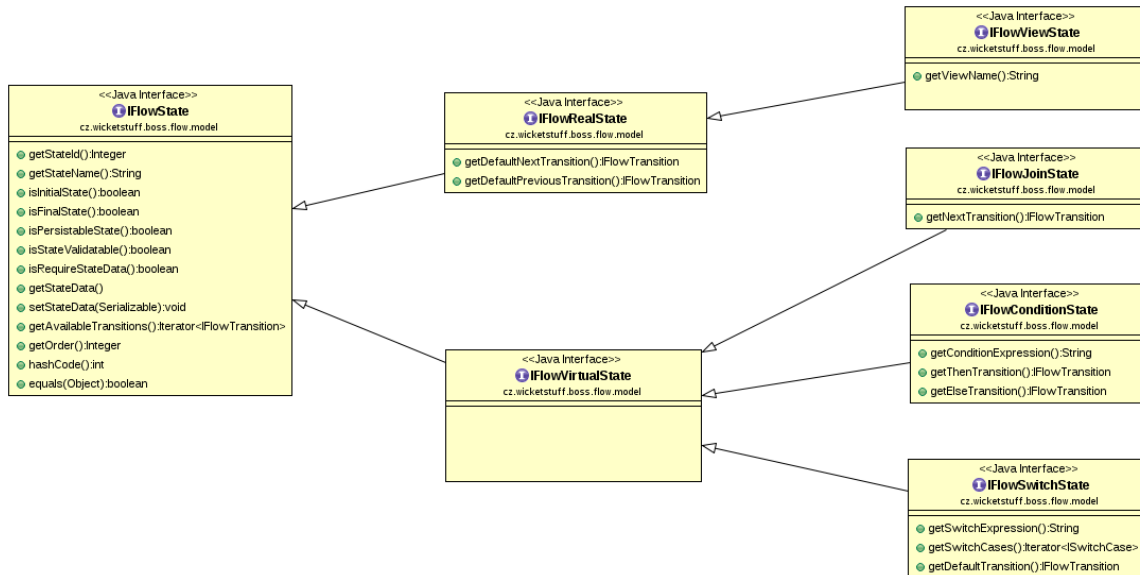 <<Java Interface>>
IFlowState
cz.wicketstuff.boss.flow.model
getStateId():Integer
getStateName():String
isInitialState():boolean
isFinalState():boolean
isPersistableState():boolean
isStateValidatable():boolean
isRequireStateData():boolean
getStateData()
setStateData(Serializable):void
getAvailableTransitions():Iterator<IFlowTransition>
getOrder():Integer
hashCode():int
equals(Object):boolean
<<Java Interface>>
IFlowRealState
cz.wicketstuff.boss.flow.model
getDefaultNextTransition():IFlowTransition
getDefaultPreviousTransition():IFlowTransition
<<Java Interface>>
IFlowVirtualState
cz.wicketstuff.boss.flow.model
<<Java Interface>>
IFlowViewState
cz.wicketstuff.boss.flow.model
getViewName():String
<<Java Interface>>
IFlowJoinState
cz.wicketstuff.boss.flow.model
getNextTransition():IFlowTransition
<<Java Interface>>
IFlowConditionState
cz.wicketstuff.boss.flow.model
getConditionExpression():String
getThenTransition():IFlowTransition
getElseTransition():IFlowTransition
<<Java Interface>>
IFlowSwitchState
cz.wicketstuff.boss.flow.model
getSwitchExpression():String
getSwitchCases():Iterator<ISwitchCase>
getDefaultTransition():IFlowTransition